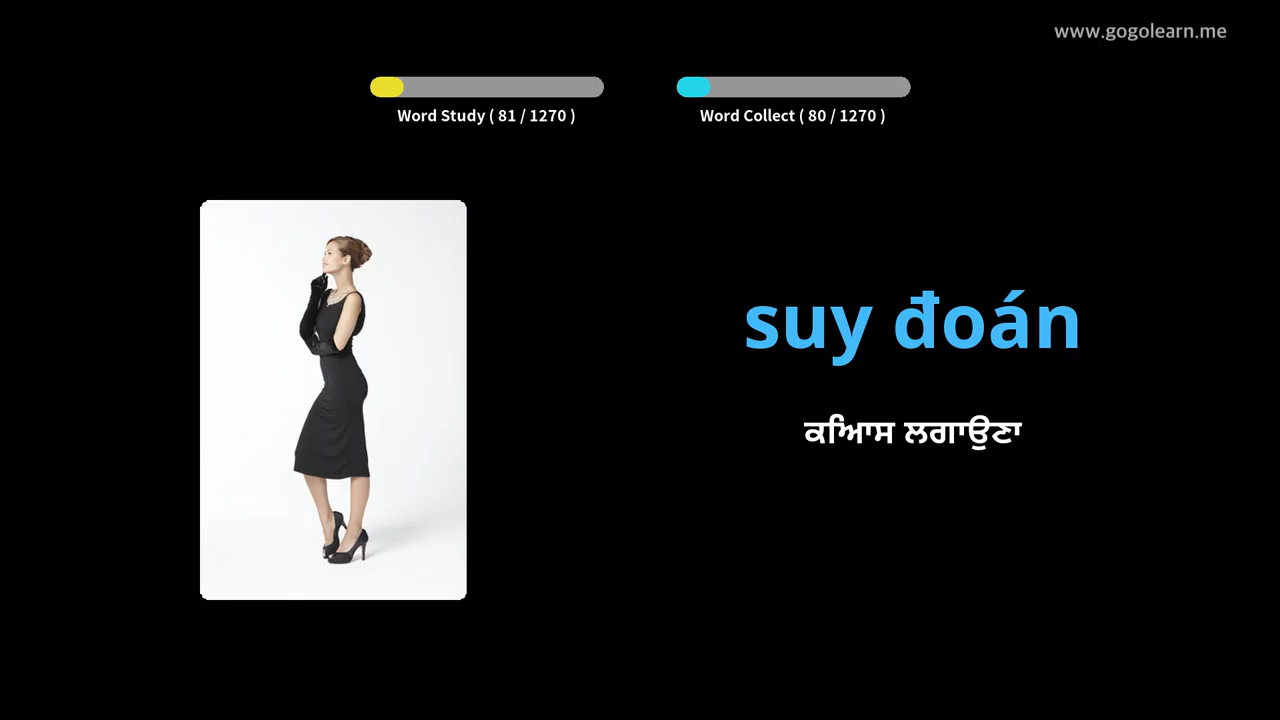 www.gogolearn.me
Word Study ( 81 / 1270 )
Word Collect ( 80 / 1270 )
suy đoán
ਕਿਆਸ ਲਗਾਉਣਾ